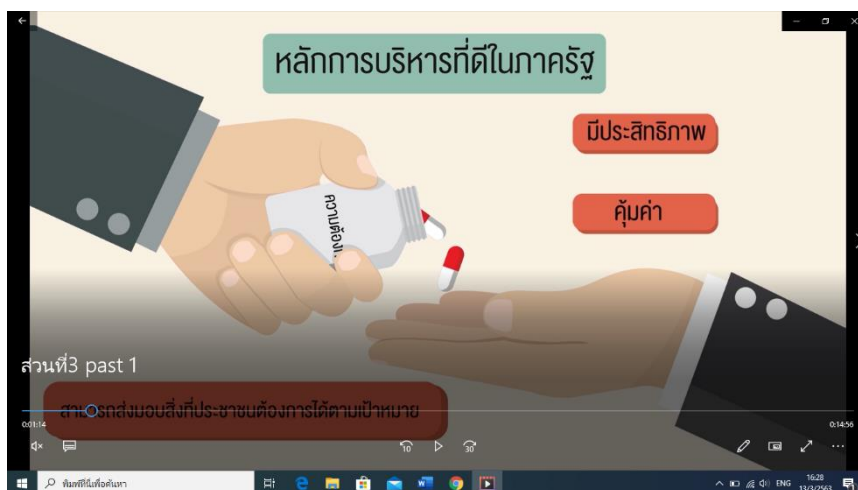 หลักการบริหารที่ดีในภาครัฐ
มีประสิทธิภาพ
คุ้มค่า
ความต้องก
ส่วนที่3 past 1
สามารถส่งมอบสิ่งที่ประชาชนต้องการได้ตามเป้าหมาย
0:01:14
0:14:56
10
30
พิมพ์ที่นี่เพื่อค้นหา
ENG
16:28
13/3/2563